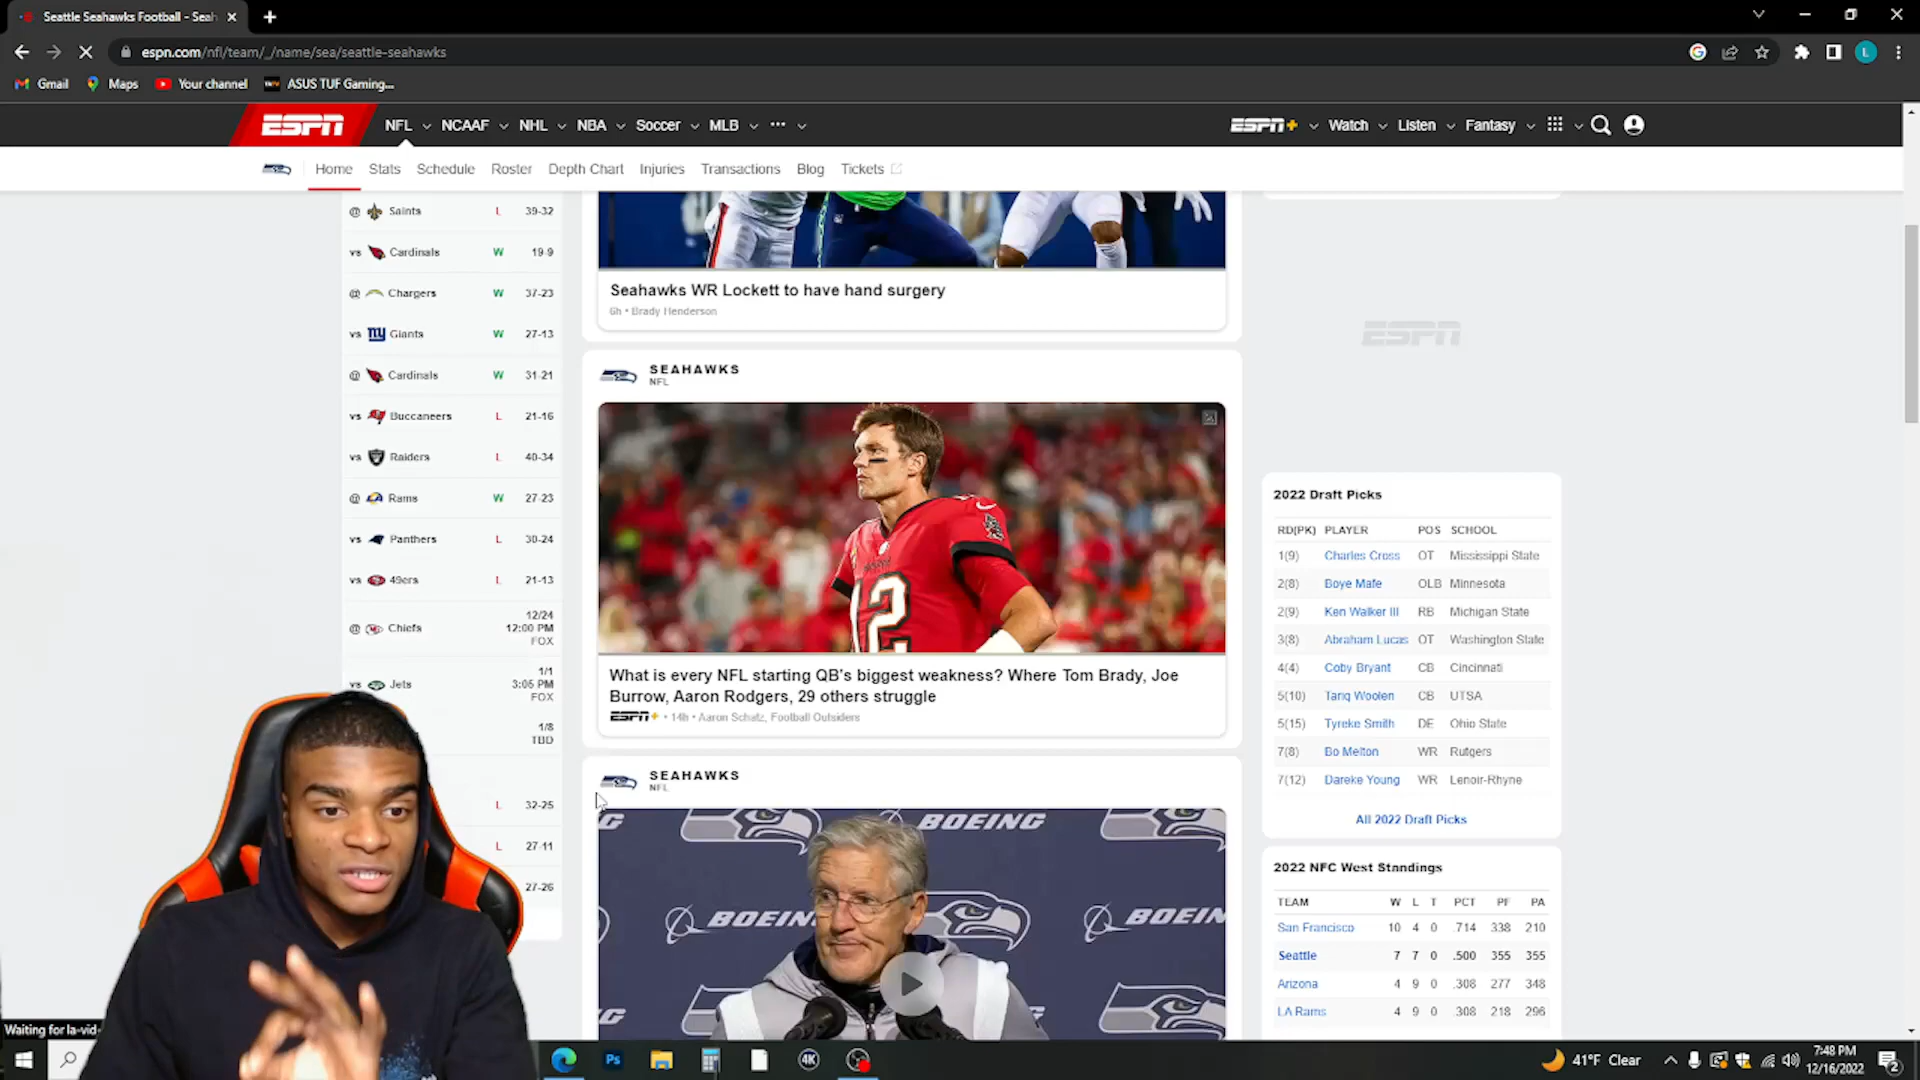 Seattle Seahawks Football - Seah
espn.com/nfl/team/_/name/sea/seattle-seahawks
L
Gmail
Maps
Your channel
ASUS TUF Gaming...
ESPN
NFL
NCAAF
NHL
NBA
Soccer
MLB
ESPN+
Watch
Listen
Fantasy
Home
Stats
Schedule
Roster
Depth Chart
Injuries
Transactions
Blog
Tickets
@ Saints L 39-32
vs Cardinals W 19-9
@ Chargers W 37-23
vs Giants W 27-13
@ Cardinals W 31-21
vs Buccaneers L 21-16
vs Raiders L 40-34
@ Rams W 27-23
vs Panthers L 30-24
vs 49ers L 21-13
@ Chiefs 12/24
12:00 PM
FOX
vs Jets 1/1
3:05 PM
FOX
1/8
TBD
L 32-25
L 27-11
27-26
Seahawks WR Lockett to have hand surgery
6h • Brady Henderson
SEAHAWKS
NFL
12
What is every NFL starting QB's biggest weakness? Where Tom Brady, Joe
Burrow, Aaron Rodgers, 29 others struggle
ESPN+ • 14h • Aaron Schatz, Football Outsiders
SEAHAWKS
NFL
BOEING
BOEING
BOEING
ESPN
2022 Draft Picks
RD(PK) PLAYER POS SCHOOL
1(9) Charles Cross OT Mississippi State
2(8) Boye Mafe OLB Minnesota
2(9) Ken Walker III RB Michigan State
3(8) Abraham Lucas OT Washington State
4(4) Coby Bryant CB Cincinnati
5(10) Tariq Woolen CB UTSA
5(15) Tyreke Smith DE Ohio State
7(8) Bo Melton WR Rutgers
7(12) Dareke Young WR Lenoir-Rhyne
All 2022 Draft Picks
2022 NFC West Standings
TEAM W L T PCT PF PA
San Francisco 10 4 0 .714 338 210
Seattle 7 7 0 .500 355 355
Arizona 4 9 0 .308 277 348
LA Rams 4 9 0 .308 218 296
Waiting for la-vid-
Ps
4K
41°F Clear
7:48 PM
12/16/2022
2